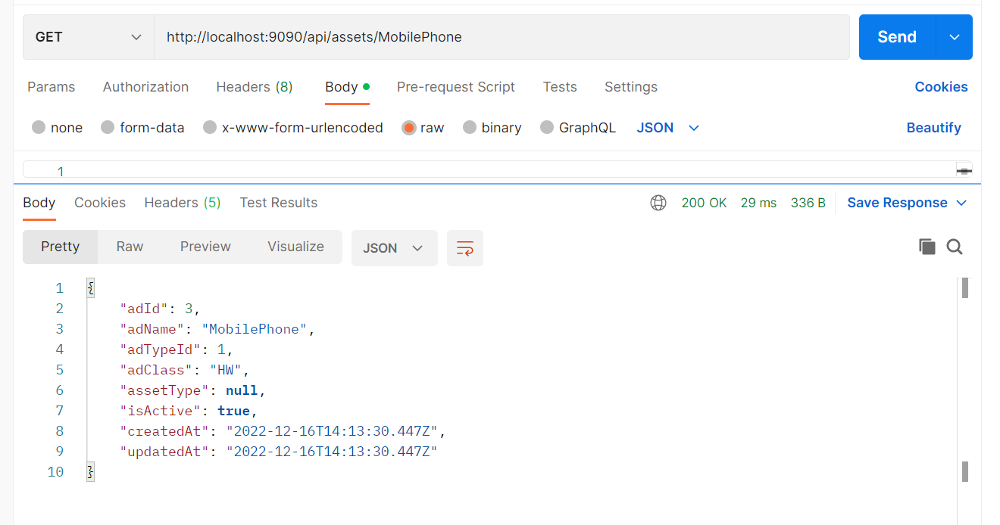 GET http://localhost:9090/api/assets/MobilePhone Send
Params Authorization Headers (8) Body Pre-request Script Tests Settings Cookies
none form-data x-www-form-urlencoded raw binary GraphQL JSON Beautify
1
Body Cookies Headers (5) Test Results 200 OK 29 ms 336 B Save Response
Pretty Raw Preview Visualize JSON
1 {
2 "adId": 3,
3 "adName": "MobilePhone",
4 "adTypeId": 1,
5 "adClass": "HW",
6 "assetType": null,
7 "isActive": true,
8 "createdAt": "2022-12-16T14:13:30.447Z",
9 "updatedAt": "2022-12-16T14:13:30.447Z"
10 }